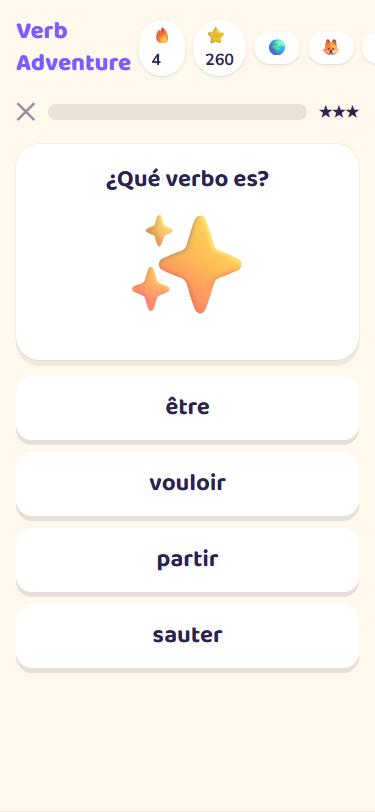 Verb
Adventure
4
260
¿Qué verbo es?
être
vouloir
partir
sauter